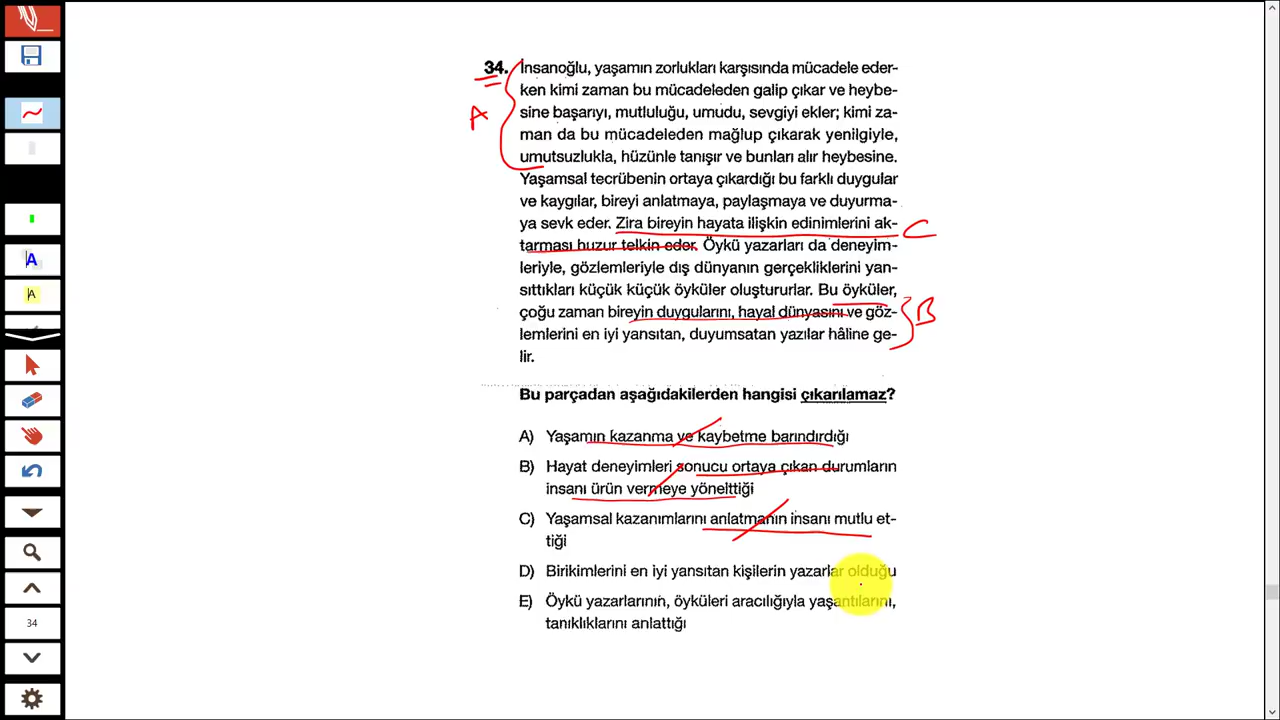 34. İnsanoğlu, yaşamın zorlukları karşısında mücadele eder-
ken kimi zaman bu mücadeleden galip çıkar ve heybe-
sine başarıyı, mutluluğu, umudu, sevgiyi ekler; kimi za-
man da bu mücadeleden mağlup çıkarak yenilgiyle,
umutsuzlukla, hüzünle tanışır ve bunları alır heybesine.
Yaşamsal tecrübenin ortaya çıkardığı bu farklı duygular
ve kaygılar, bireyi anlatmaya, paylaşmaya ve duyurma-
ya sevk eder. Zira bireyin hayata ilişkin edinimlerini ak-
tarması huzur telkin eder. Öykü yazarları da deneyim-
leriyle, gözlemleriyle dış dünyanın gerçekliklerini yan-
sıttıkları küçük küçük öyküler oluştururlar. Bu öyküler,
çoğu zaman bireyin duygularını, hayal dünyasını ve göz-
lemlerini en iyi yansıtan, duyumsatan yazılar hâline ge-
lir.
A
C
B
Bu parçadan aşağıdakilerden hangisi çıkarılamaz?
A) Yaşamın kazanma ve kaybetme barındırdığı
B) Hayat deneyimleri sonucu ortaya çıkan durumların
insanı ürün vermeye yönelttiği
C) Yaşamsal kazanımlarını anlatmanın insanı mutlu et-
tiği
D) Birikimlerini en iyi yansıtan kişilerin yazarlar olduğu
E) Öykü yazarlarının, öyküleri aracılığıyla yaşantılarını,
tanıklıklarını anlattığı
A
A
34